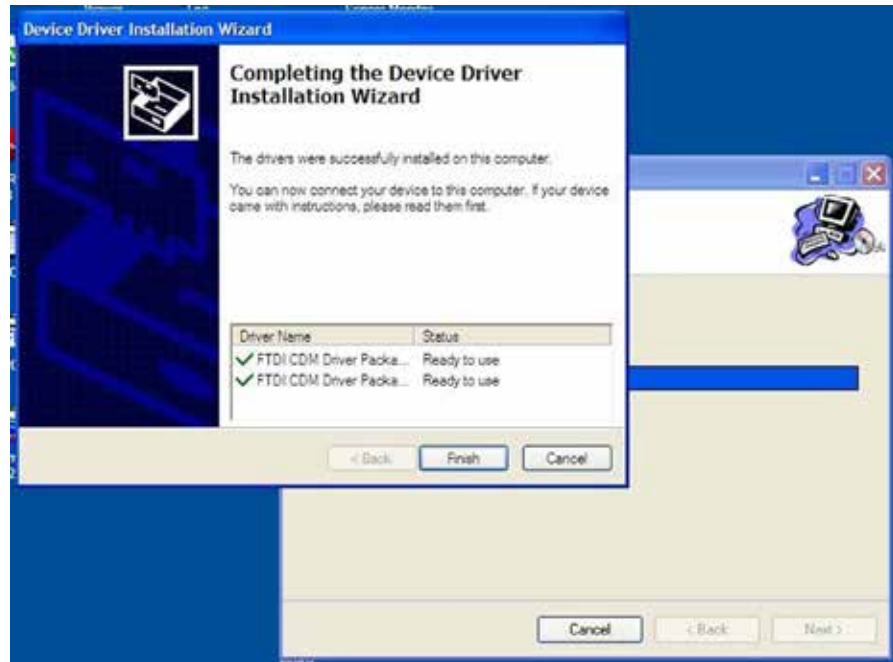 Device Driver Installation Wizard
Completing the Device Driver
Installation Wizard
The drivers were successfully installed on this computer.
You can now connect your device to this computer. If your device
came with instructions, please read them first.
Driver Name Status
FTDI CDM Driver Packa... Ready to use
FTDI CDM Driver Packa... Ready to use
< Back Finish Cancel
Cancel < Back Next >